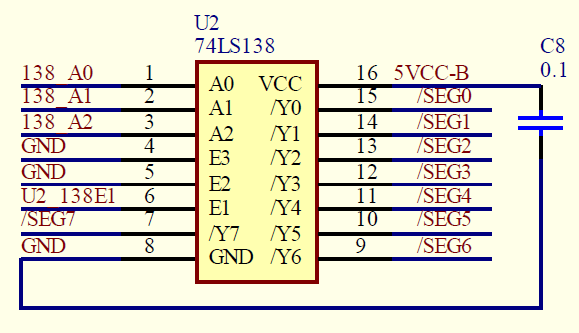 U2
74LS138
C8
0.1
138_A0 1 A0 VCC 16 5VCC-B
138_A1 2 A1 /Y0 15 /SEG0
138_A2 3 A2 /Y1 14 /SEG1
GND 4 E3 /Y2 13 /SEG2
GND 5 E2 /Y3 12 /SEG3
U2_138E1 6 E1 /Y4 11 /SEG4
/SEG7 7 /Y7 /Y5 10 /SEG5
GND 8 GND /Y6 9 /SEG6